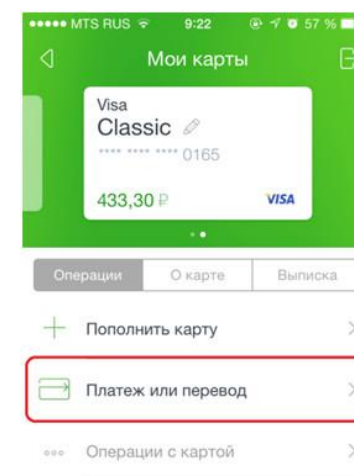 MTS RUS 9:22 57 %
Мои карты
Visa
Classic
**** **** **** 0165
433,30 ₽ VISA
Операции О карте Выписка
Пополнить карту
Платеж или перевод
Операции с картой